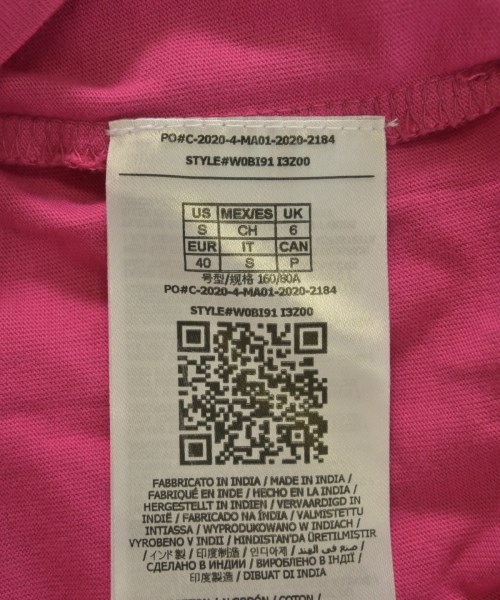 PO#C-2020-4-MA01-2020-2184
STYLE#W0BI91 I3Z00
US MEX/ES UK
S CH 6
EUR IT CAN
40 S P
号型/规格 160/80A
PO#C-2020-4-MA01-2020-2184
STYLE#W0BI91 I3Z00
FABBRICATO IN INDIA / MADE IN INDIA /
FABRIQUÉ EN INDE / HECHO EN LA INDIA /
HERGESTELLT IN INDIEN / VERVAARDIGD IN
INDIË / FABRICADO NA ÍNDIA / VALMISTETTU
INTIASSA / WYPRODUKOWANO W INDIACH /
VYROBENO V INDII / HINDISTAN'DA ÜRETILMISTIR
/ インド製 / 印度制造 / 인디아제 / صنع فى الهند /
СДЕЛАНО В ИНДИИ / ВИРОБЛЕНО В ІНДІЇ /
印度製造 / DIBUAT DI INDIA